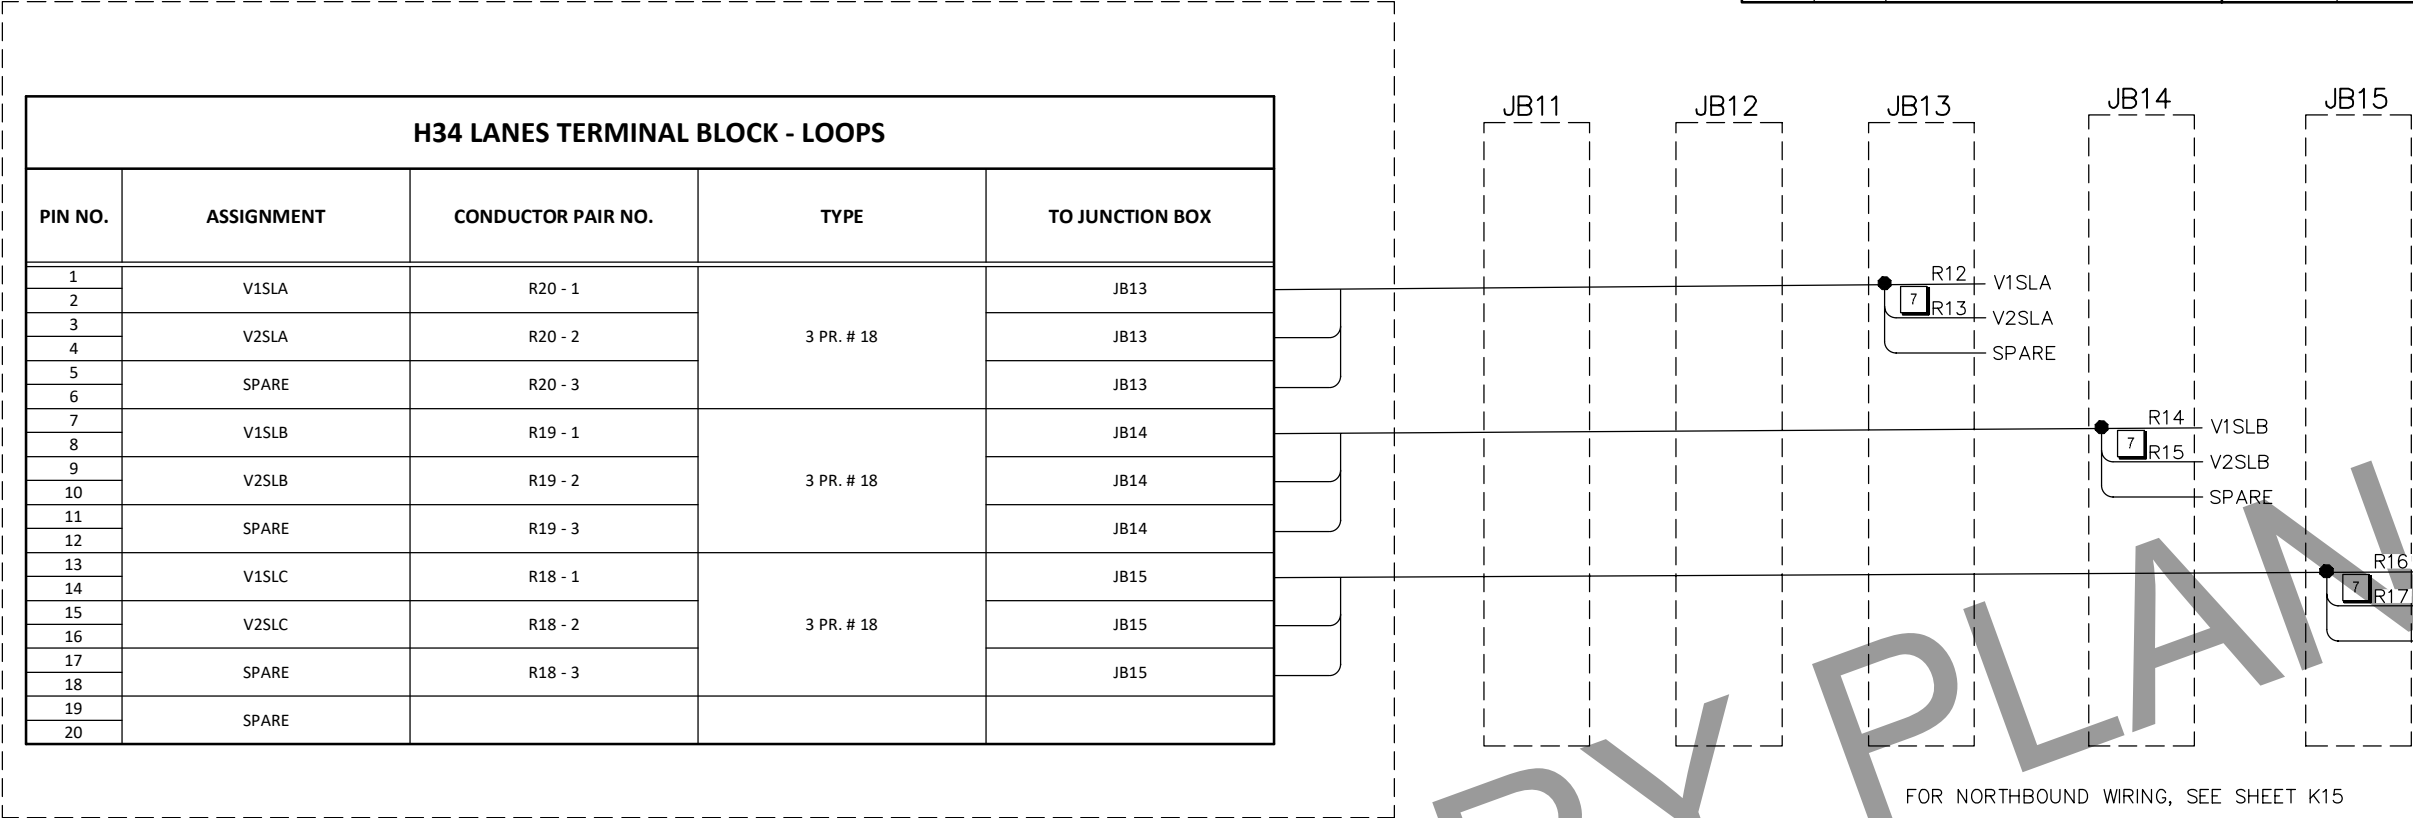 H34 LANES TERMINAL BLOCK - LOOPS
PIN NO. ASSIGNMENT CONDUCTOR PAIR NO. TYPE TO JUNCTION BOX
1
2
V1SLA R20 - 1 JB13
3
4
V2SLA R20 - 2 3 PR. # 18 JB13
5
6
SPARE R20 - 3 JB13
7
8
V1SLB R19 - 1 JB14
9
10
V2SLB R19 - 2 3 PR. # 18 JB14
11
12
SPARE R19 - 3 JB14
13
14
V1SLC R18 - 1 JB15
15
16
V2SLC R18 - 2 3 PR. # 18 JB15
17
18
SPARE R18 - 3 JB15
19
20
SPARE
JB11 JB12 JB13 JB14 JB15
R12 V1SLA
7
R13 V2SLA
SPARE
R14 V1SLB
7
R15 V2SLB
SPARE
R16
7
R17
RY PLAN
FOR NORTHBOUND WIRING, SEE SHEET K15